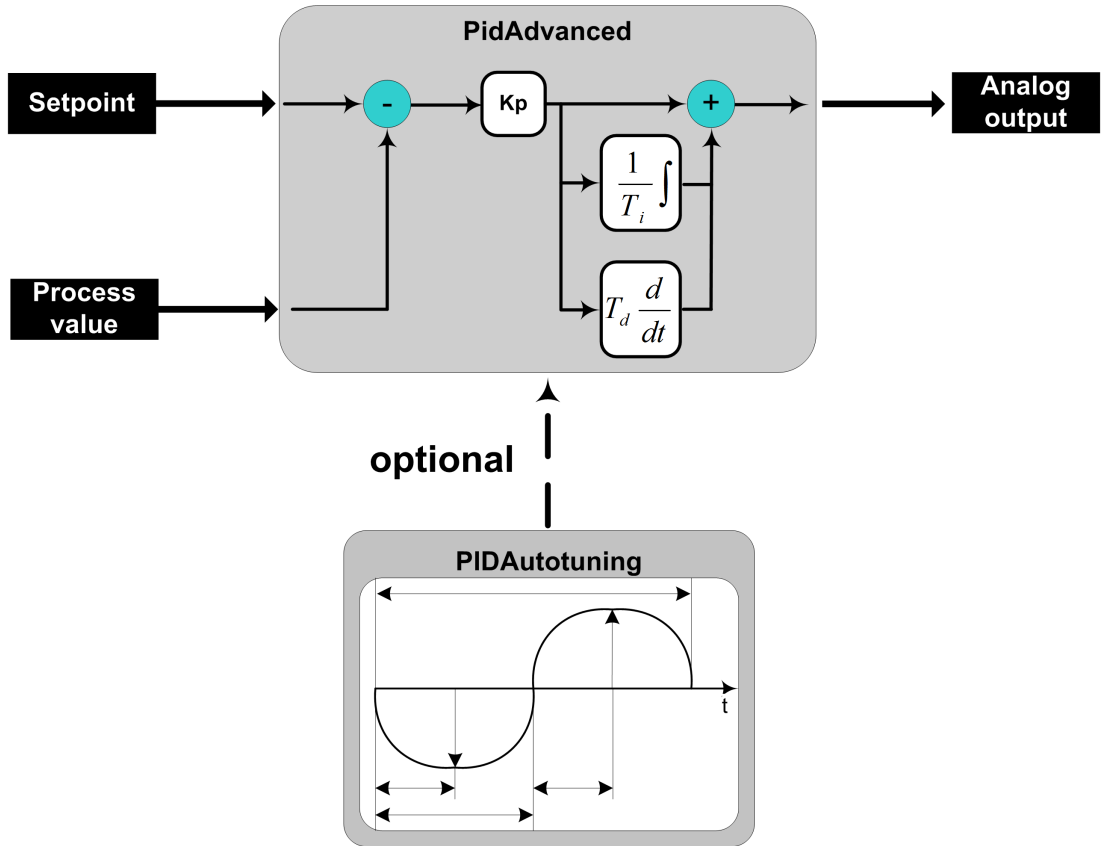 PidAdvanced
Setpoint
-
Kp
+
Analog
output
1
T i
∫
Process
value
T d
d
dt
optional
PIDAutotuning
t